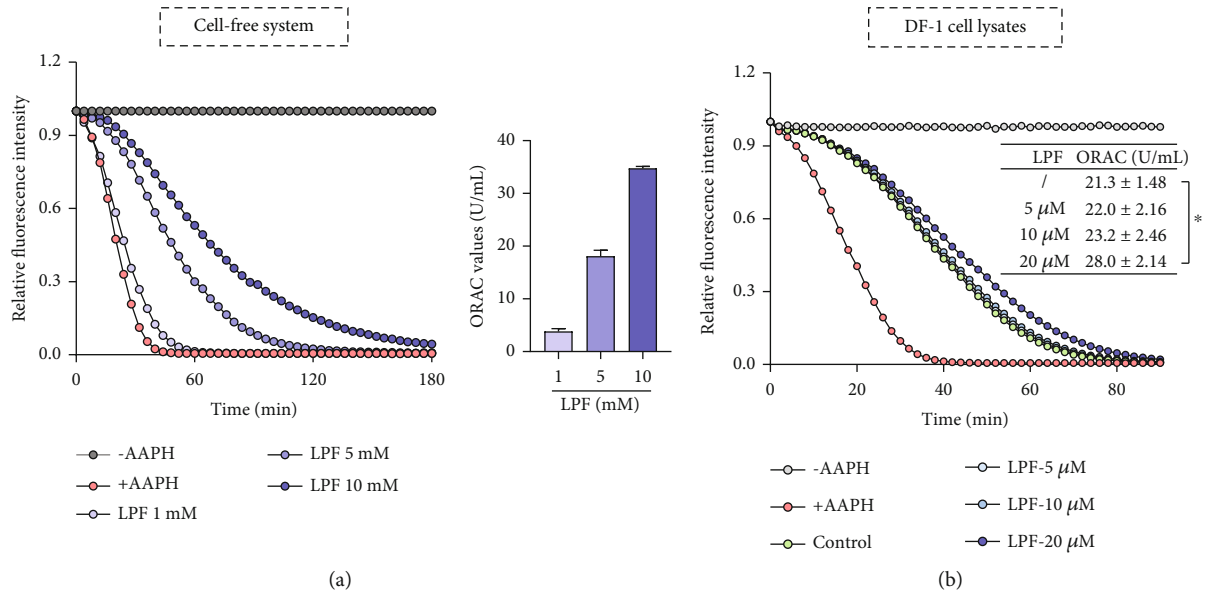 Cell-free system
Relative fluorescence intensity
1.2
0.9
0.6
0.3
0.0
0 60 120 180
Time (min)
-AAPH
+AAPH
LPF 1 mM
LPF 5 mM
LPF 10 mM
ORAC values (U/mL)
40
30
20
10
0
1 5 10
LPF (mM)
(a)
DF-1 cell lysates
Relative fluorescence intensity
1.2
0.9
0.6
0.3
0.0
0 20 40 60 80
Time (min)
LPF ORAC (U/mL)
/ 21.3 ± 1.48
5 μM 22.0 ± 2.16
10 μM 23.2 ± 2.46
20 μM 28.0 ± 2.14
*
-AAPH
+AAPH
Control
LPF-5 μM
LPF-10 μM
LPF-20 μM
(b)